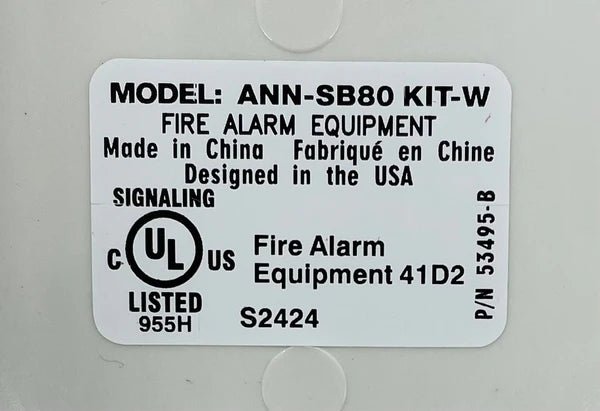 MODEL: ANN-SB80 KIT-W
FIRE ALARM EQUIPMENT
Made in China Fabriqué en Chine
Designed in the USA
SIGNALING
C UL US
LISTED
955H
Fire Alarm
Equipment 41D2
S2424
P/N 53495-B